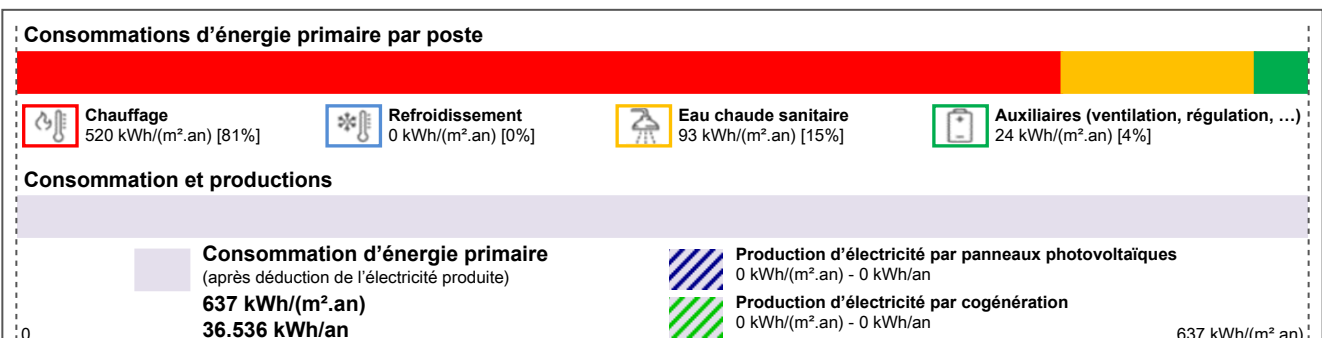 Consommations d'énergie primaire par poste
Chauffage
520 kWh/(m².an) [81%]
Refroidissement
0 kWh/(m².an) [0%]
Eau chaude sanitaire
93 kWh/(m².an) [15%]
Auxiliaires (ventilation, régulation, …)
24 kWh/(m².an) [4%]
Consommation et productions
Consommation d'énergie primaire
(après déduction de l'électricité produite)
637 kWh/(m².an)
36.536 kWh/an
Production d'électricité par panneaux photovoltaïques
0 kWh/(m².an) - 0 kWh/an
Production d'électricité par cogénération
0 kWh/(m².an) - 0 kWh/an
0
637 kWh/(m².an)